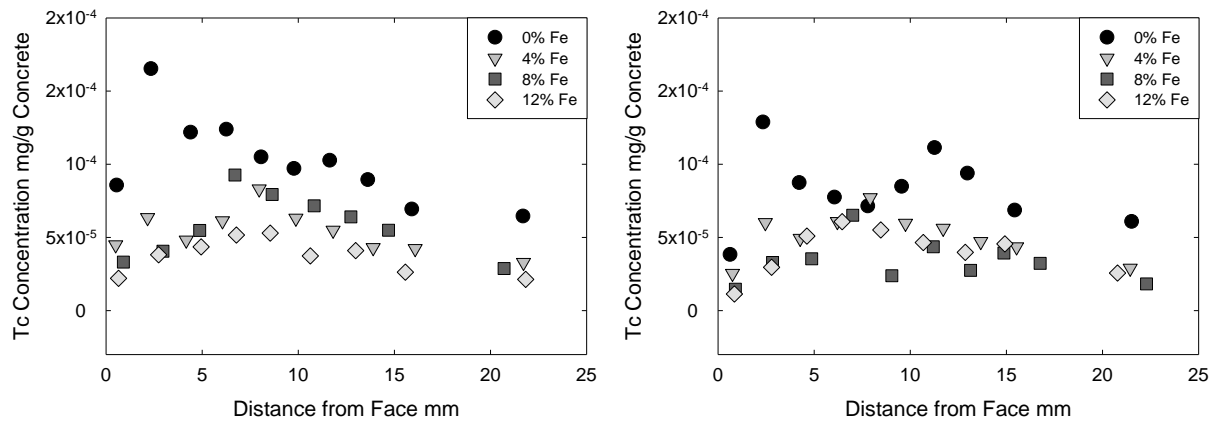 Tc Concentration mg/g Concrete
2x10-4
2x10-4
10-4
5x10-5
0
0
5
10
15
20
25
Distance from Face mm
0% Fe
4% Fe
8% Fe
12% Fe
Tc Concentration mg/g Concrete
2x10-4
2x10-4
10-4
5x10-5
0
0
5
10
15
20
25
Distance from Face mm
0% Fe
4% Fe
8% Fe
12% Fe